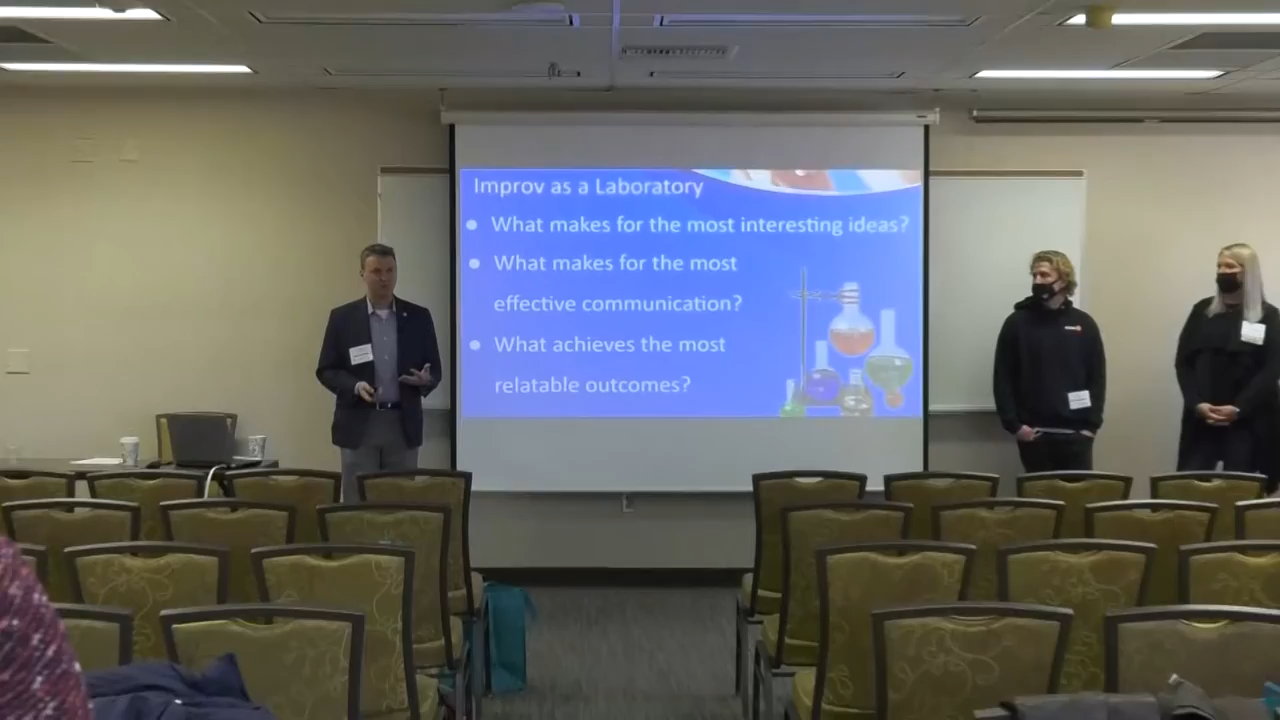 Improv as a Laboratory
What makes for the most interesting ideas?
What makes for the most
effective communication?
What achieves the most
relatable outcomes?